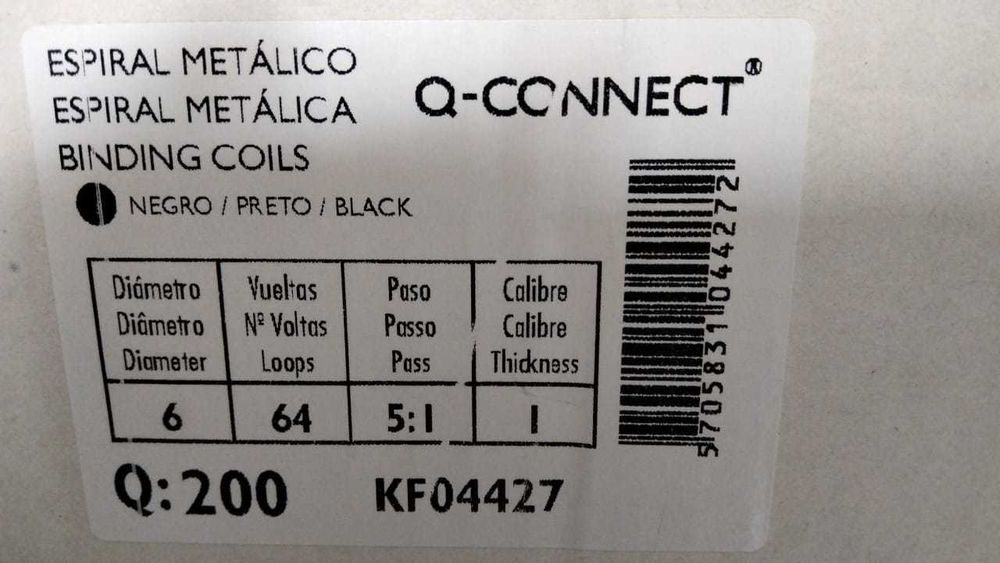 ESPIRAL METÁLICO
ESPIRAL METÁLICA
BINDING COILS
NEGRO / PRETO / BLACK
Q-CONNECT®
Diámetro Vueltas Paso Calibre
Diâmetro Nº Voltas Passo Calibre
Diameter Loops Pass Thickness
6 64 5:1 1
Q: 200 KF04427
5705831044272